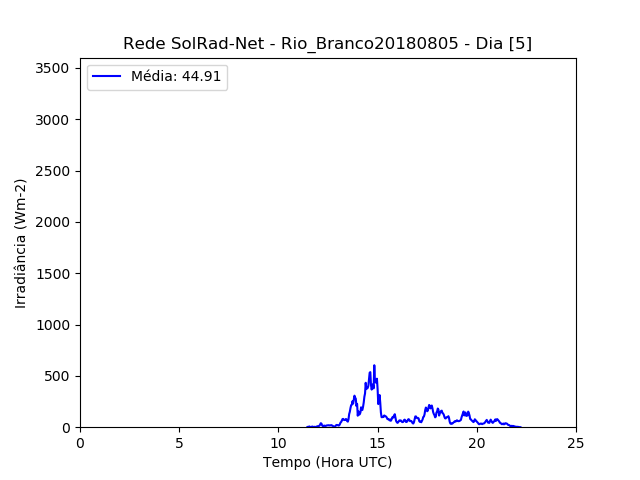 Rede SolRad-Net - Rio_Branco20180805 - Dia [5]
Média: 44.91
3500
3000
2500
2000
1500
1000
500
0
Irradiância (Wm-2)
0 5 10 15 20 25
Tempo (Hora UTC)